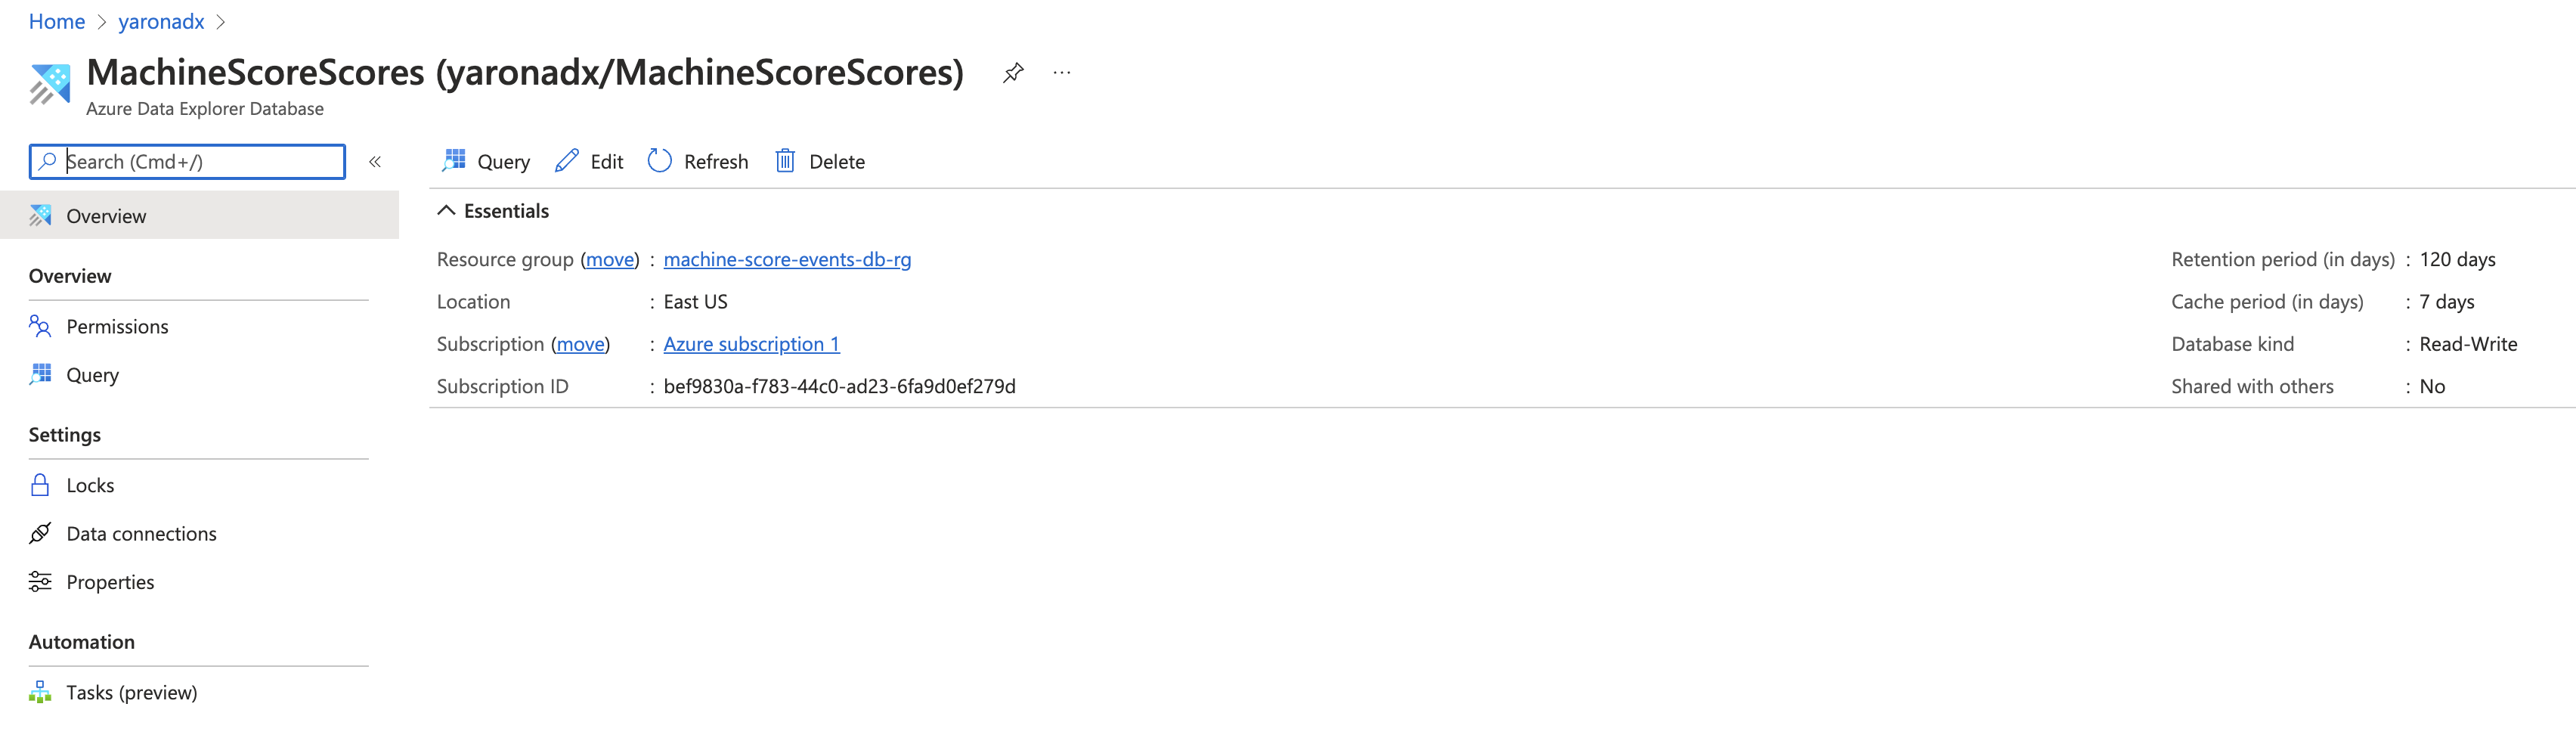 Home > yaronadx >
MachineScoreScores (yaronadx/MachineScoreScores) ...
Azure Data Explorer Database
Search (Cmd+/) «
Query Edit Refresh Delete
Overview
Overview
Permissions
Query
Settings
Locks
Data connections
Properties
Automation
Tasks (preview)
Essentials
Resource group (move) : machine-score-events-db-rg
Location : East US
Subscription (move) : Azure subscription 1
Subscription ID : bef9830a-f783-44c0-ad23-6fa9d0ef279d
Retention period (in days) : 120 days
Cache period (in days) : 7 days
Database kind : Read-Write
Shared with others : No